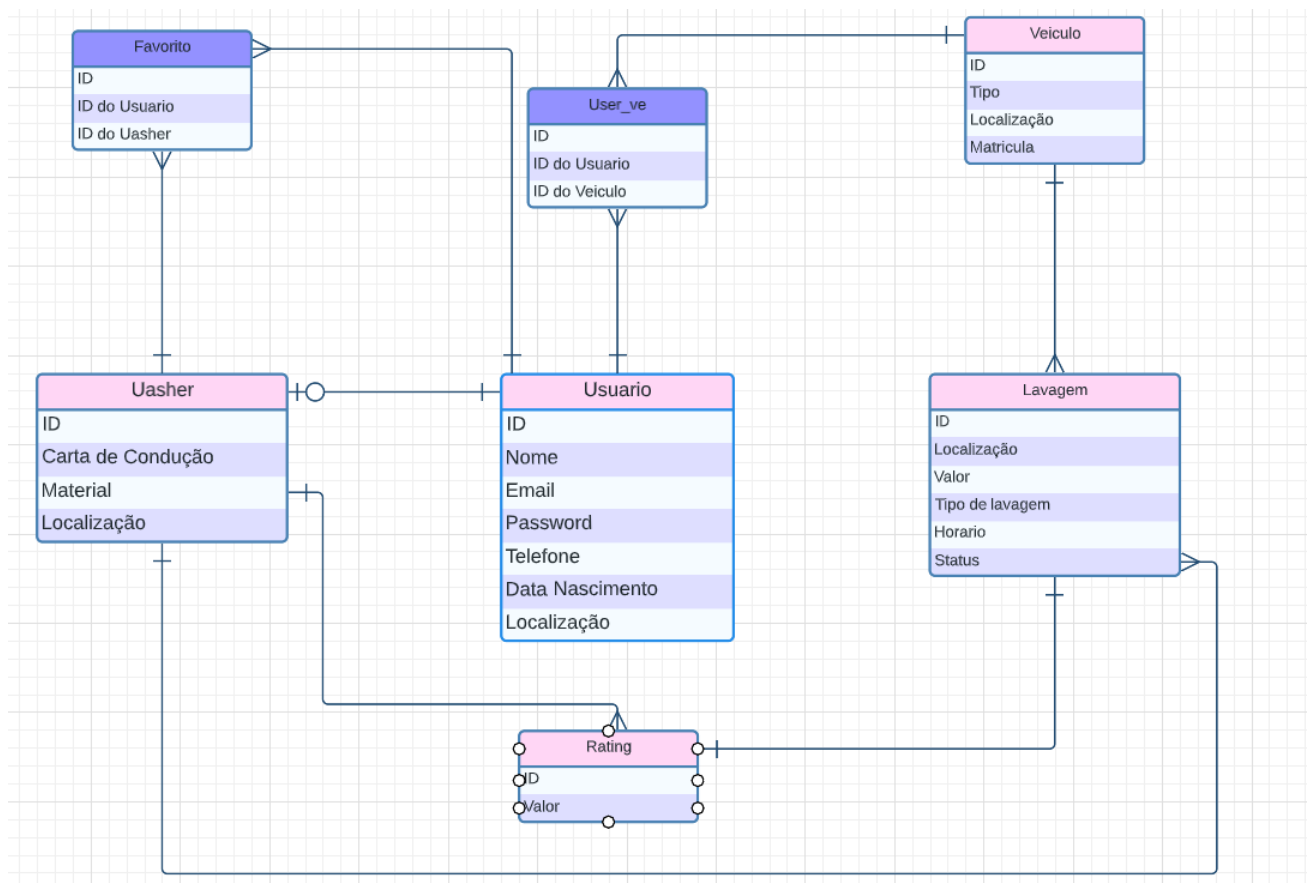 Favorito
ID
ID do Usuario
ID do Uasher
User_ve
ID
ID do Usuario
ID do Veiculo
Veiculo
ID
Tipo
Localização
Matricula
Uasher
ID
Carta de Condução
Material
Localização
Usuario
ID
Nome
Email
Password
Telefone
Data Nascimento
Localização
Lavagem
ID
Localização
Valor
Tipo de lavagem
Horario
Status
Rating
ID
Valor